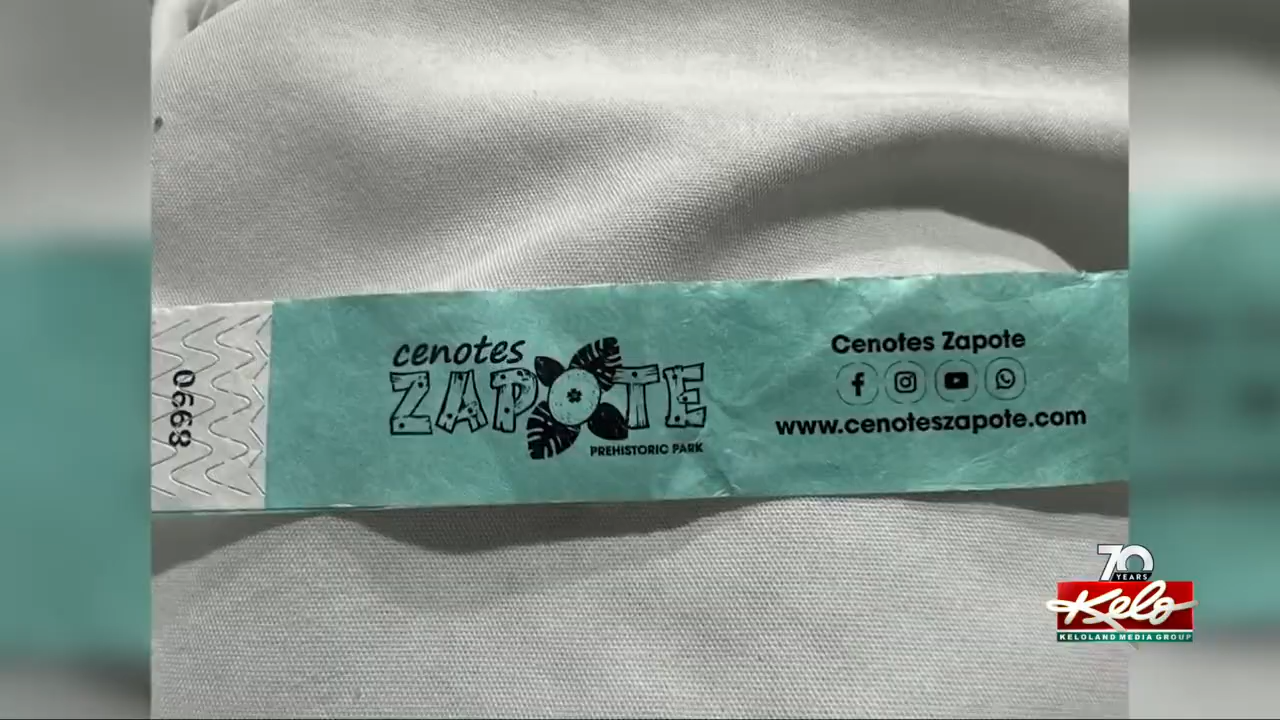 0668
cenotes
ZAPOTE
PREHISTORIC PARK
Cenotes Zapote
www.cenoteszapote.com
70
YEARS
Kelo
KELOLAND MEDIA GROUP